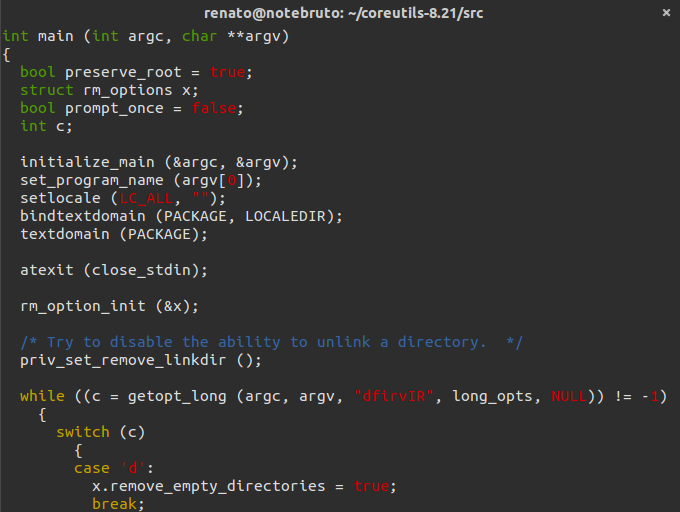 renato@notebruto: ~/coreutils-8.21/src ×
int main (int argc, char **argv)
{
  bool preserve_root = true;
  struct rm_options x;
  bool prompt_once = false;
  int c;

  initialize_main (&argc, &argv);
  set_program_name (argv[0]);
  setlocale (LC_ALL, "");
  bindtextdomain (PACKAGE, LOCALEDIR);
  textdomain (PACKAGE);

  atexit (close_stdin);

  rm_option_init (&x);

  /* Try to disable the ability to unlink a directory.  */
  priv_set_remove_linkdir ();

  while ((c = getopt_long (argc, argv, "dfirvIR", long_opts, NULL)) != -1)
    {
      switch (c)
        {
        case 'd':
          x.remove_empty_directories = true;
          break;